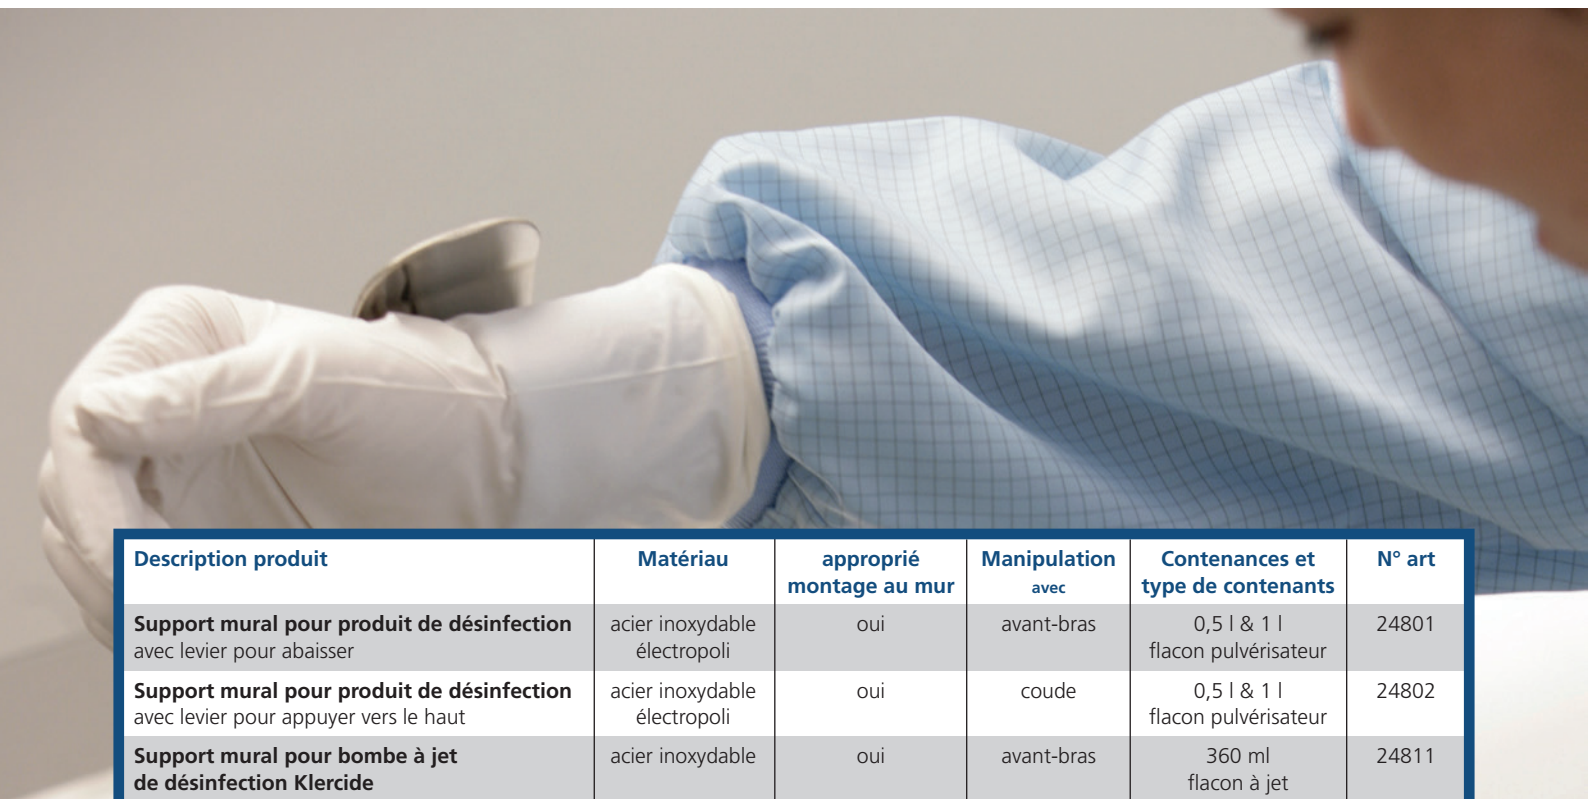 Description produit Matériau approprié Manipulation Contenances et N° art
montage au mur avec type de contenants
Support mural pour produit de désinfection acier inoxydable oui avant-bras 0,5 l & 1 l 24801
avec levier pour abaisser électropoli flacon pulvérisateur
Support mural pour produit de désinfection acier inoxydable oui coude 0,5 l & 1 l 24802
avec levier pour appuyer vers le haut électropoli flacon pulvérisateur
Support mural pour bombe à jet acier inoxydable oui avant-bras 360 ml 24811
de désinfection Klercide flacon à jet